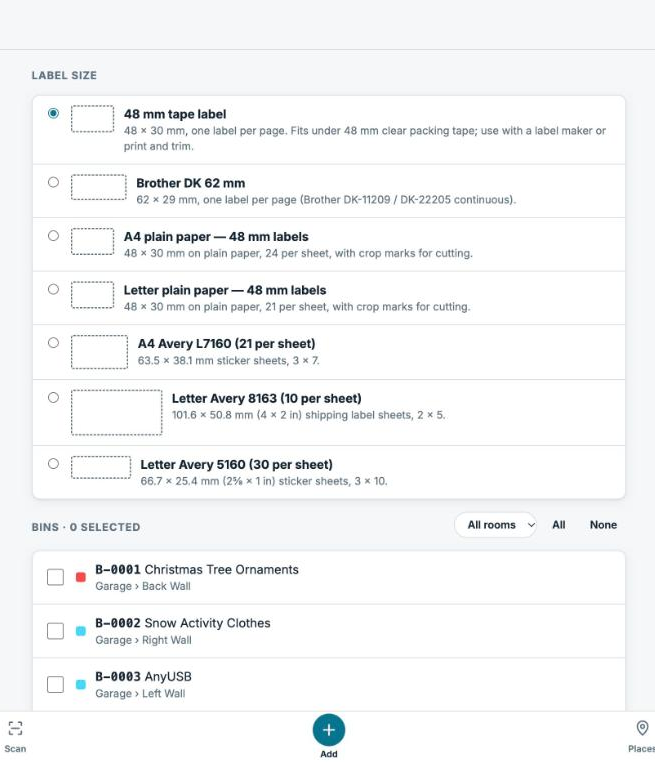 LABEL SIZE
48 mm tape label
48 × 30 mm, one label per page. Fits under 48 mm clear packing tape; use with a label maker or
print and trim.
Brother DK 62 mm
62 × 29 mm, one label per page (Brother DK-11209 / DK-22205 continuous).
A4 plain paper — 48 mm labels
48 × 30 mm on plain paper, 24 per sheet, with crop marks for cutting.
Letter plain paper — 48 mm labels
48 × 30 mm on plain paper, 21 per sheet, with crop marks for cutting.
A4 Avery L7160 (21 per sheet)
63.5 × 38.1 mm sticker sheets, 3 × 7.
Letter Avery 8163 (10 per sheet)
101.6 × 50.8 mm (4 × 2 in) shipping label sheets, 2 × 5.
Letter Avery 5160 (30 per sheet)
66.7 × 25.4 mm (2⅝ × 1 in) sticker sheets, 3 × 10.
BINS · 0 SELECTED
All rooms
All
None
B-0001 Christmas Tree Ornaments
Garage › Back Wall
B-0002 Snow Activity Clothes
Garage › Right Wall
B-0003 AnyUSB
Garage › Left Wall
Scan
Add
Places